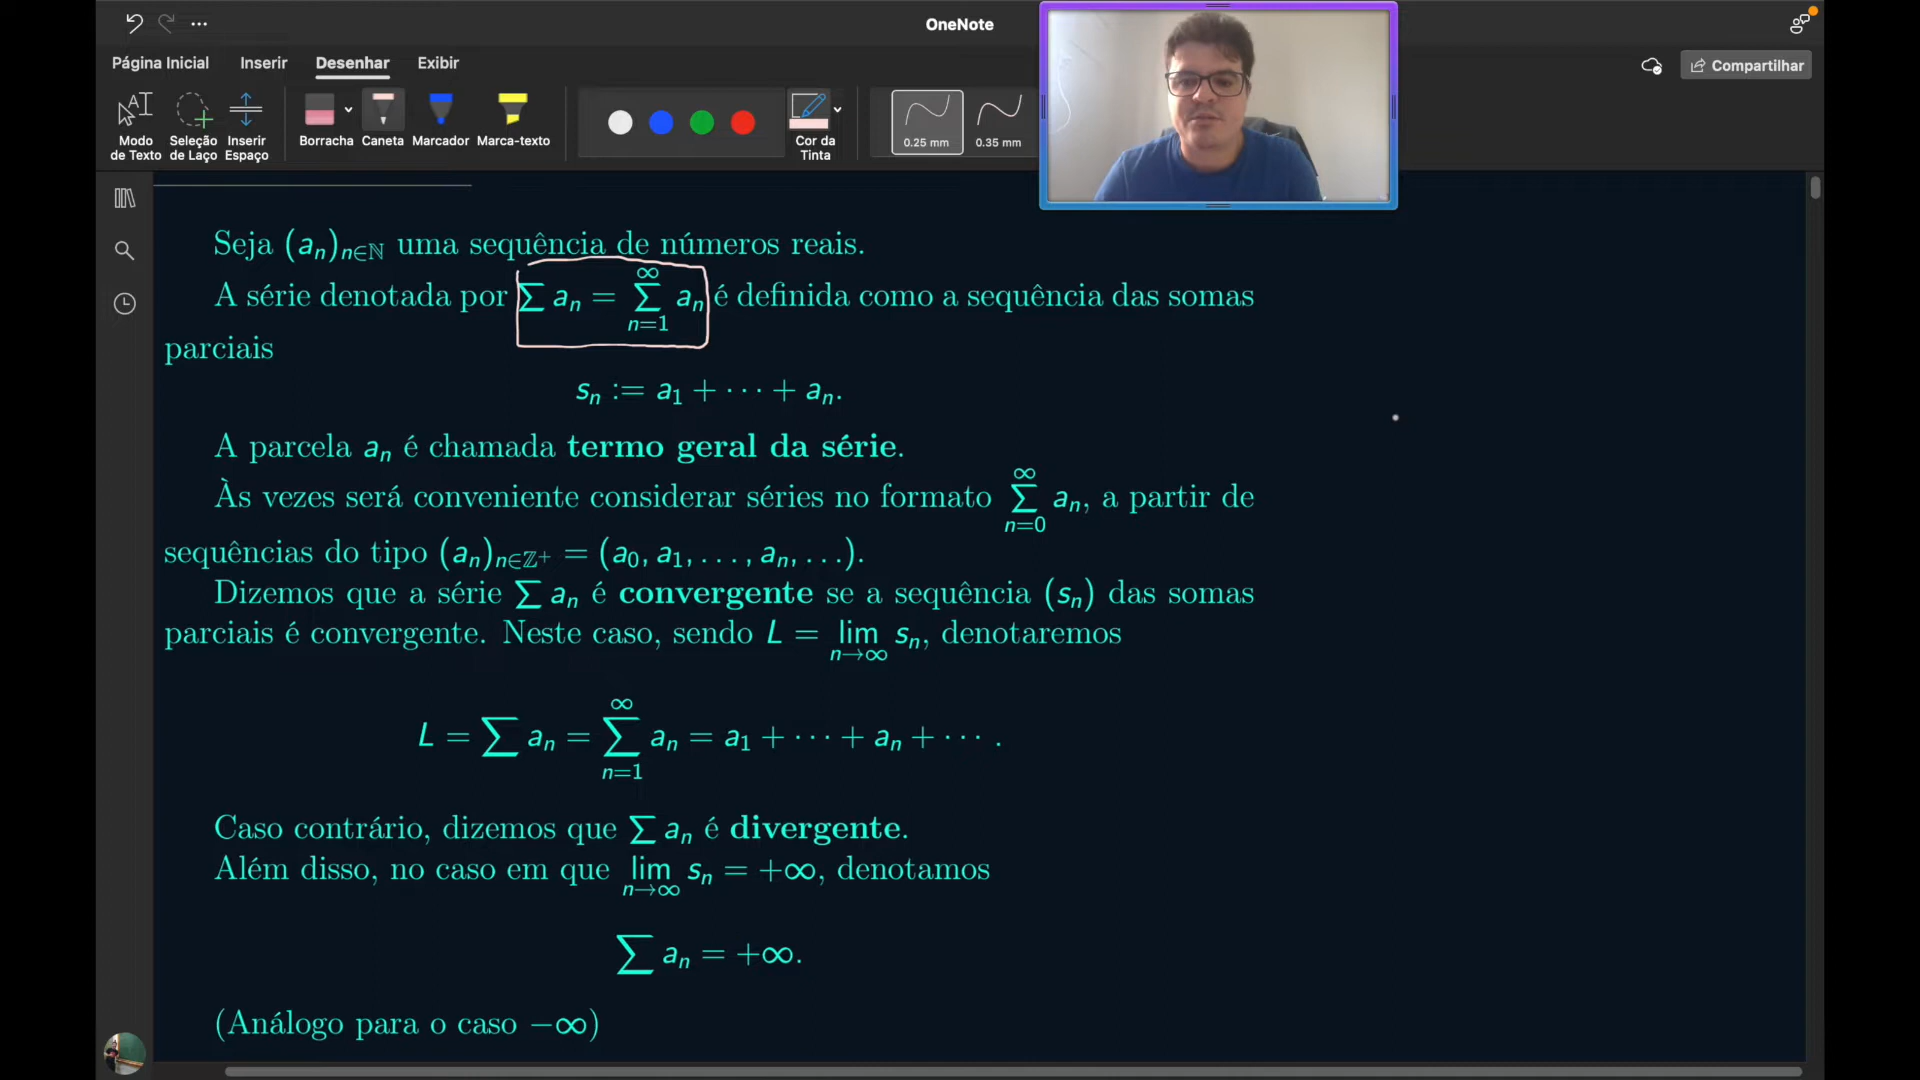 OneNote
Página Inicial Inserir Desenhar Exibir
Compartilhar
Modo de Texto
Seleção de Laço
Inserir Espaço
Borracha
Caneta
Marcador
Marca-texto
Cor da Tinta
0.25 mm
0.35 mm
Seja (aₙ)ₙ∈ℕ uma sequência de números reais.
A série denotada por ∑ aₙ = ∑_{n=1}^{∞} aₙ é definida como a sequência das somas
parciais
sₙ := a₁ + ⋯ + aₙ.
A parcela aₙ é chamada termo geral da série.
Às vezes será conveniente considerar séries no formato ∑_{n=0}^{∞} aₙ, a partir de
sequências do tipo (aₙ)_{n∈ℤ⁺} = (a₀, a₁, . . . , aₙ, . . .).
Dizemos que a série ∑ aₙ é convergente se a sequência (sₙ) das somas
parciais é convergente. Neste caso, sendo L = lim_{n→∞} sₙ, denotaremos
L = ∑ aₙ = ∑_{n=1}^{∞} aₙ = a₁ + ⋯ + aₙ + ⋯ .
Caso contrário, dizemos que ∑ aₙ é divergente.
Além disso, no caso em que lim_{n→∞} sₙ = +∞, denotamos
∑ aₙ = +∞.
(Análogo para o caso −∞)